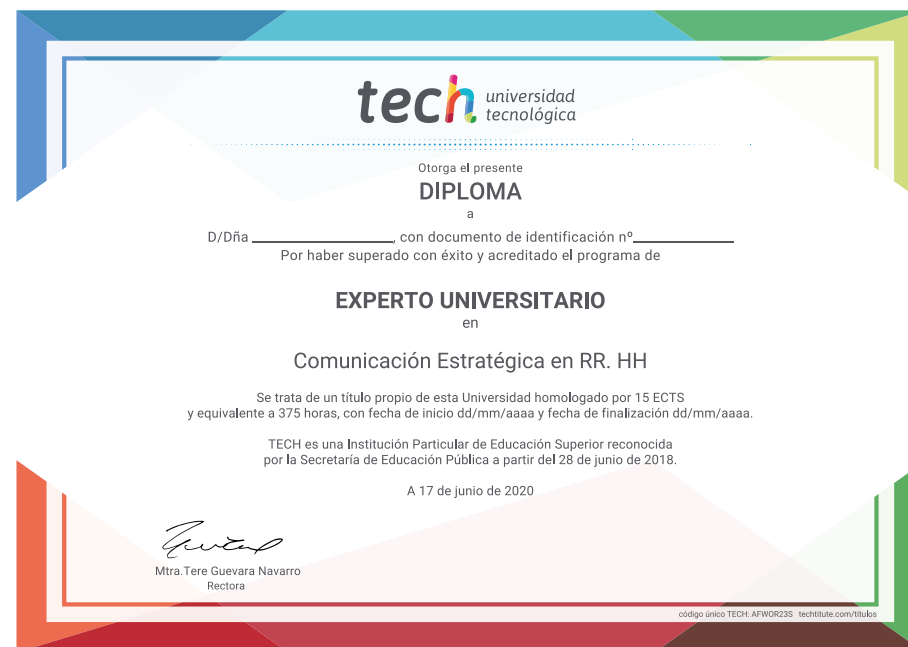 tech universidad
tecnológica
Otorga el presente
DIPLOMA
a
D/Dña ____________________, con documento de identificación nº______________
Por haber superado con éxito y acreditado el programa de
EXPERTO UNIVERSITARIO
en
Comunicación Estratégica en RR. HH
Se trata de un título propio de esta Universidad homologado por 15 ECTS
y equivalente a 375 horas, con fecha de inicio dd/mm/aaaa y fecha de finalización dd/mm/aaaa.
TECH es una Institución Particular de Educación Superior reconocida
por la Secretaría de Educación Pública a partir del 28 de junio de 2018.
A 17 de junio de 2020
Mtra.Tere Guevara Navarro
Rectora
código único TECH: AFWOR23S techtitute.com/titulos